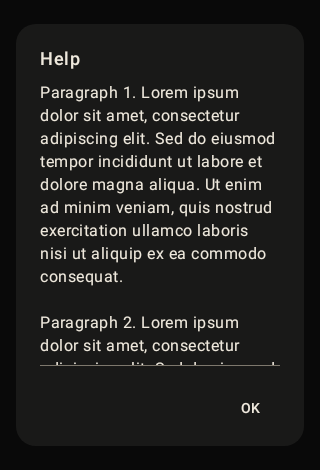 Help
Paragraph 1. Lorem ipsum
dolor sit amet, consectetur
adipiscing elit. Sed do eiusmod
tempor incididunt ut labore et
dolore magna aliqua. Ut enim
ad minim veniam, quis nostrud
exercitation ullamco laboris
nisi ut aliquip ex ea commodo
consequat.
Paragraph 2. Lorem ipsum
dolor sit amet, consectetur
OK